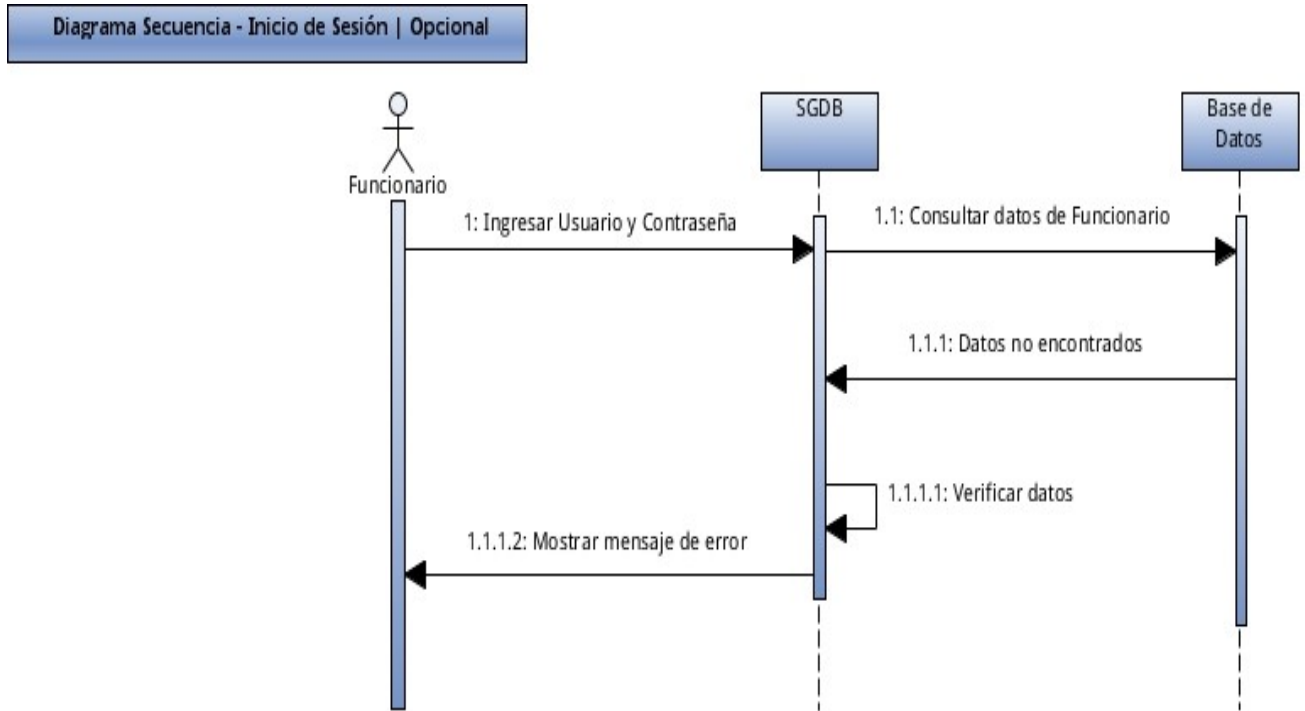 Diagrama Secuencia - Inicio de Sesión | Opcional
SGDB
Base de
Datos
Funcionario
1: Ingresar Usuario y Contraseña
1.1: Consultar datos de Funcionario
1.1.1: Datos no encontrados
1.1.1.1: Verificar datos
1.1.1.2: Mostrar mensaje de error